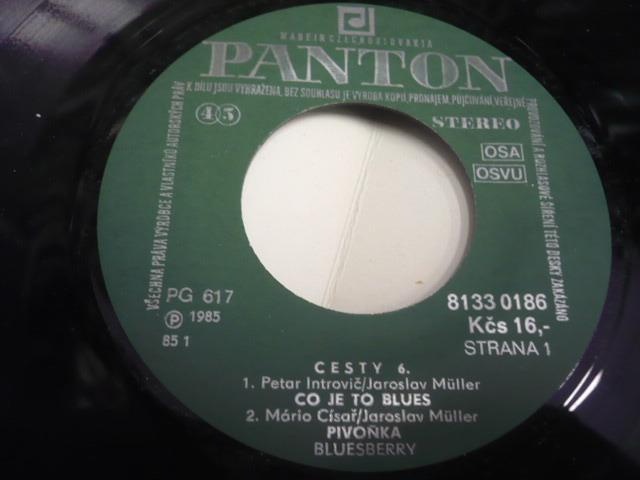 MADE IN CZECHOSLOVAKIA
PANTON
K DÍLU JSOU VYHRAŽENA. BEZ SOUHLASU JE VÝROBA KOPIÍ, PRONÁJEM, PŮJČOVÁNÍ, VEŘEJNÉ
PROVOZOVÁNÍ A ROZHLASOVÉ ŠÍŘENÍ TÉTO DESKY ZAKÁZÁNO
VŠECHNA PRÁVA VÝROBCE A VLASTNÍKŮ AUTORSKÝCH PRÁV
45
STEREO
OSA
OSVU
PG 617
℗ 1985
85 1
8133 0186
Kčs 16,-
STRANA 1
CESTY 6.
1. Petar Introvič/Jaroslav Müller
CO JE TO BLUES
2. Mário Císař/Jaroslav Müller
PIVOŇKA
BLUESBERRY